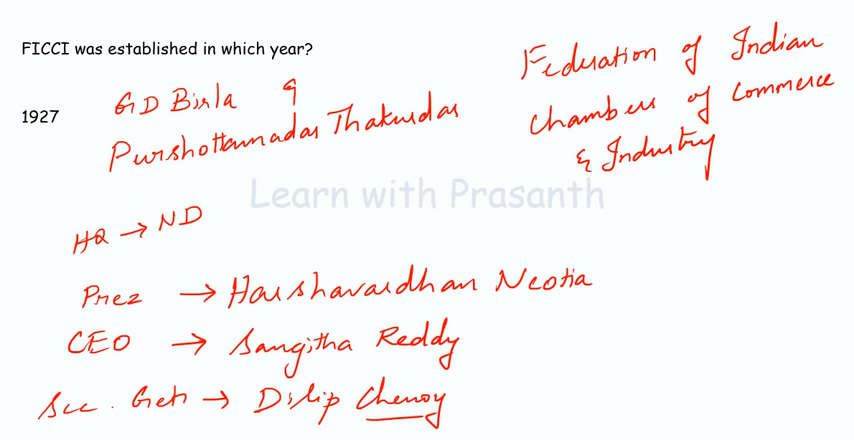 FICCI was established in which year?
1927
GD Birla &
Purshottamadas Thakurdas
Federation of Indian
Chambers of Commerce
& Industry
Learn with Prasanth
HQ → ND
Prez → Harshavardhan Neotia
CEO → Sangitha Reddy
Sec. Gen → Dilip Chenoy